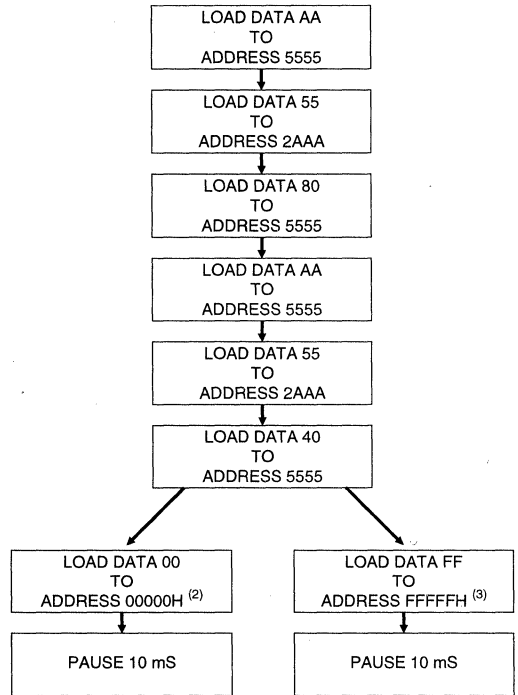 LOAD DATA AA
TO
ADDRESS 5555
LOAD DATA 55
TO
ADDRESS 2AAA
LOAD DATA 80
TO
ADDRESS 5555
LOAD DATA AA
TO
ADDRESS 5555
LOAD DATA 55
TO
ADDRESS 2AAA
LOAD DATA 40
TO
ADDRESS 5555
LOAD DATA 00
TO
ADDRESS 00000H (2)
PAUSE 10 mS
LOAD DATA FF
TO
ADDRESS FFFFFH (3)
PAUSE 10 mS